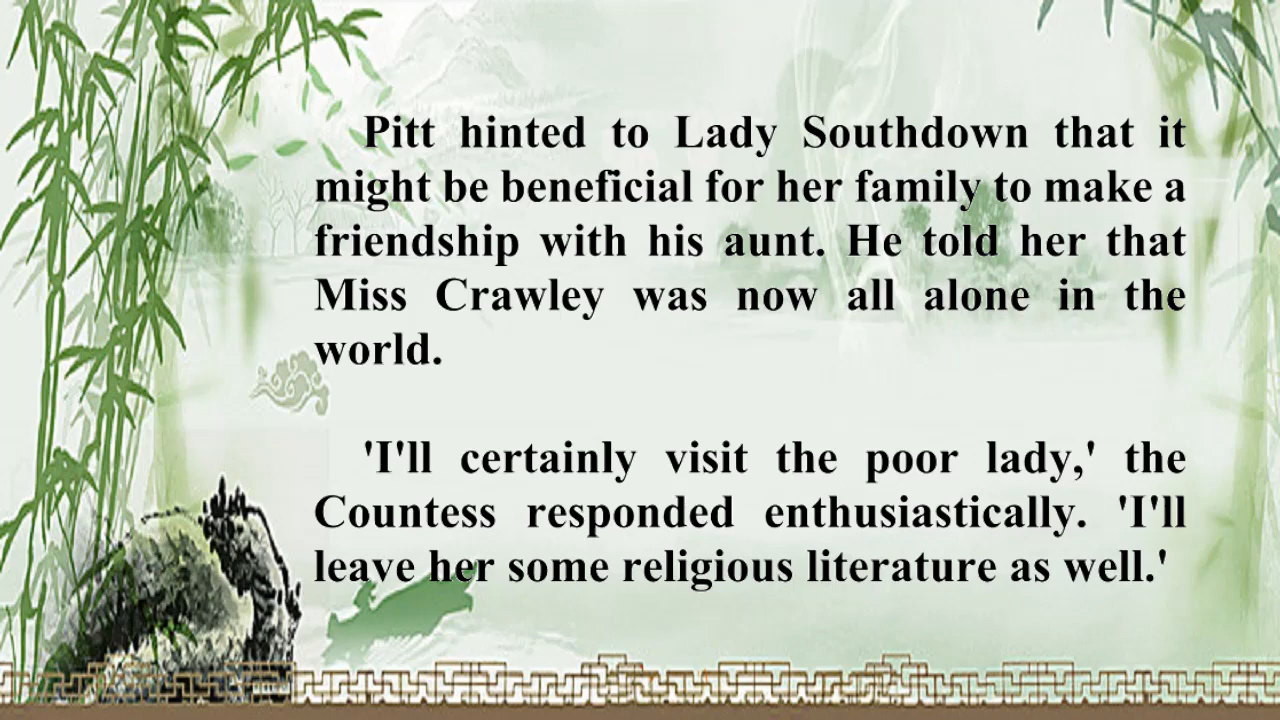 Pitt hinted to Lady Southdown that it
might be beneficial for her family to make a
friendship with his aunt. He told her that
Miss Crawley was now all alone in the
world.
'I'll certainly visit the poor lady,' the
Countess responded enthusiastically. 'I'll
leave her some religious literature as well.'